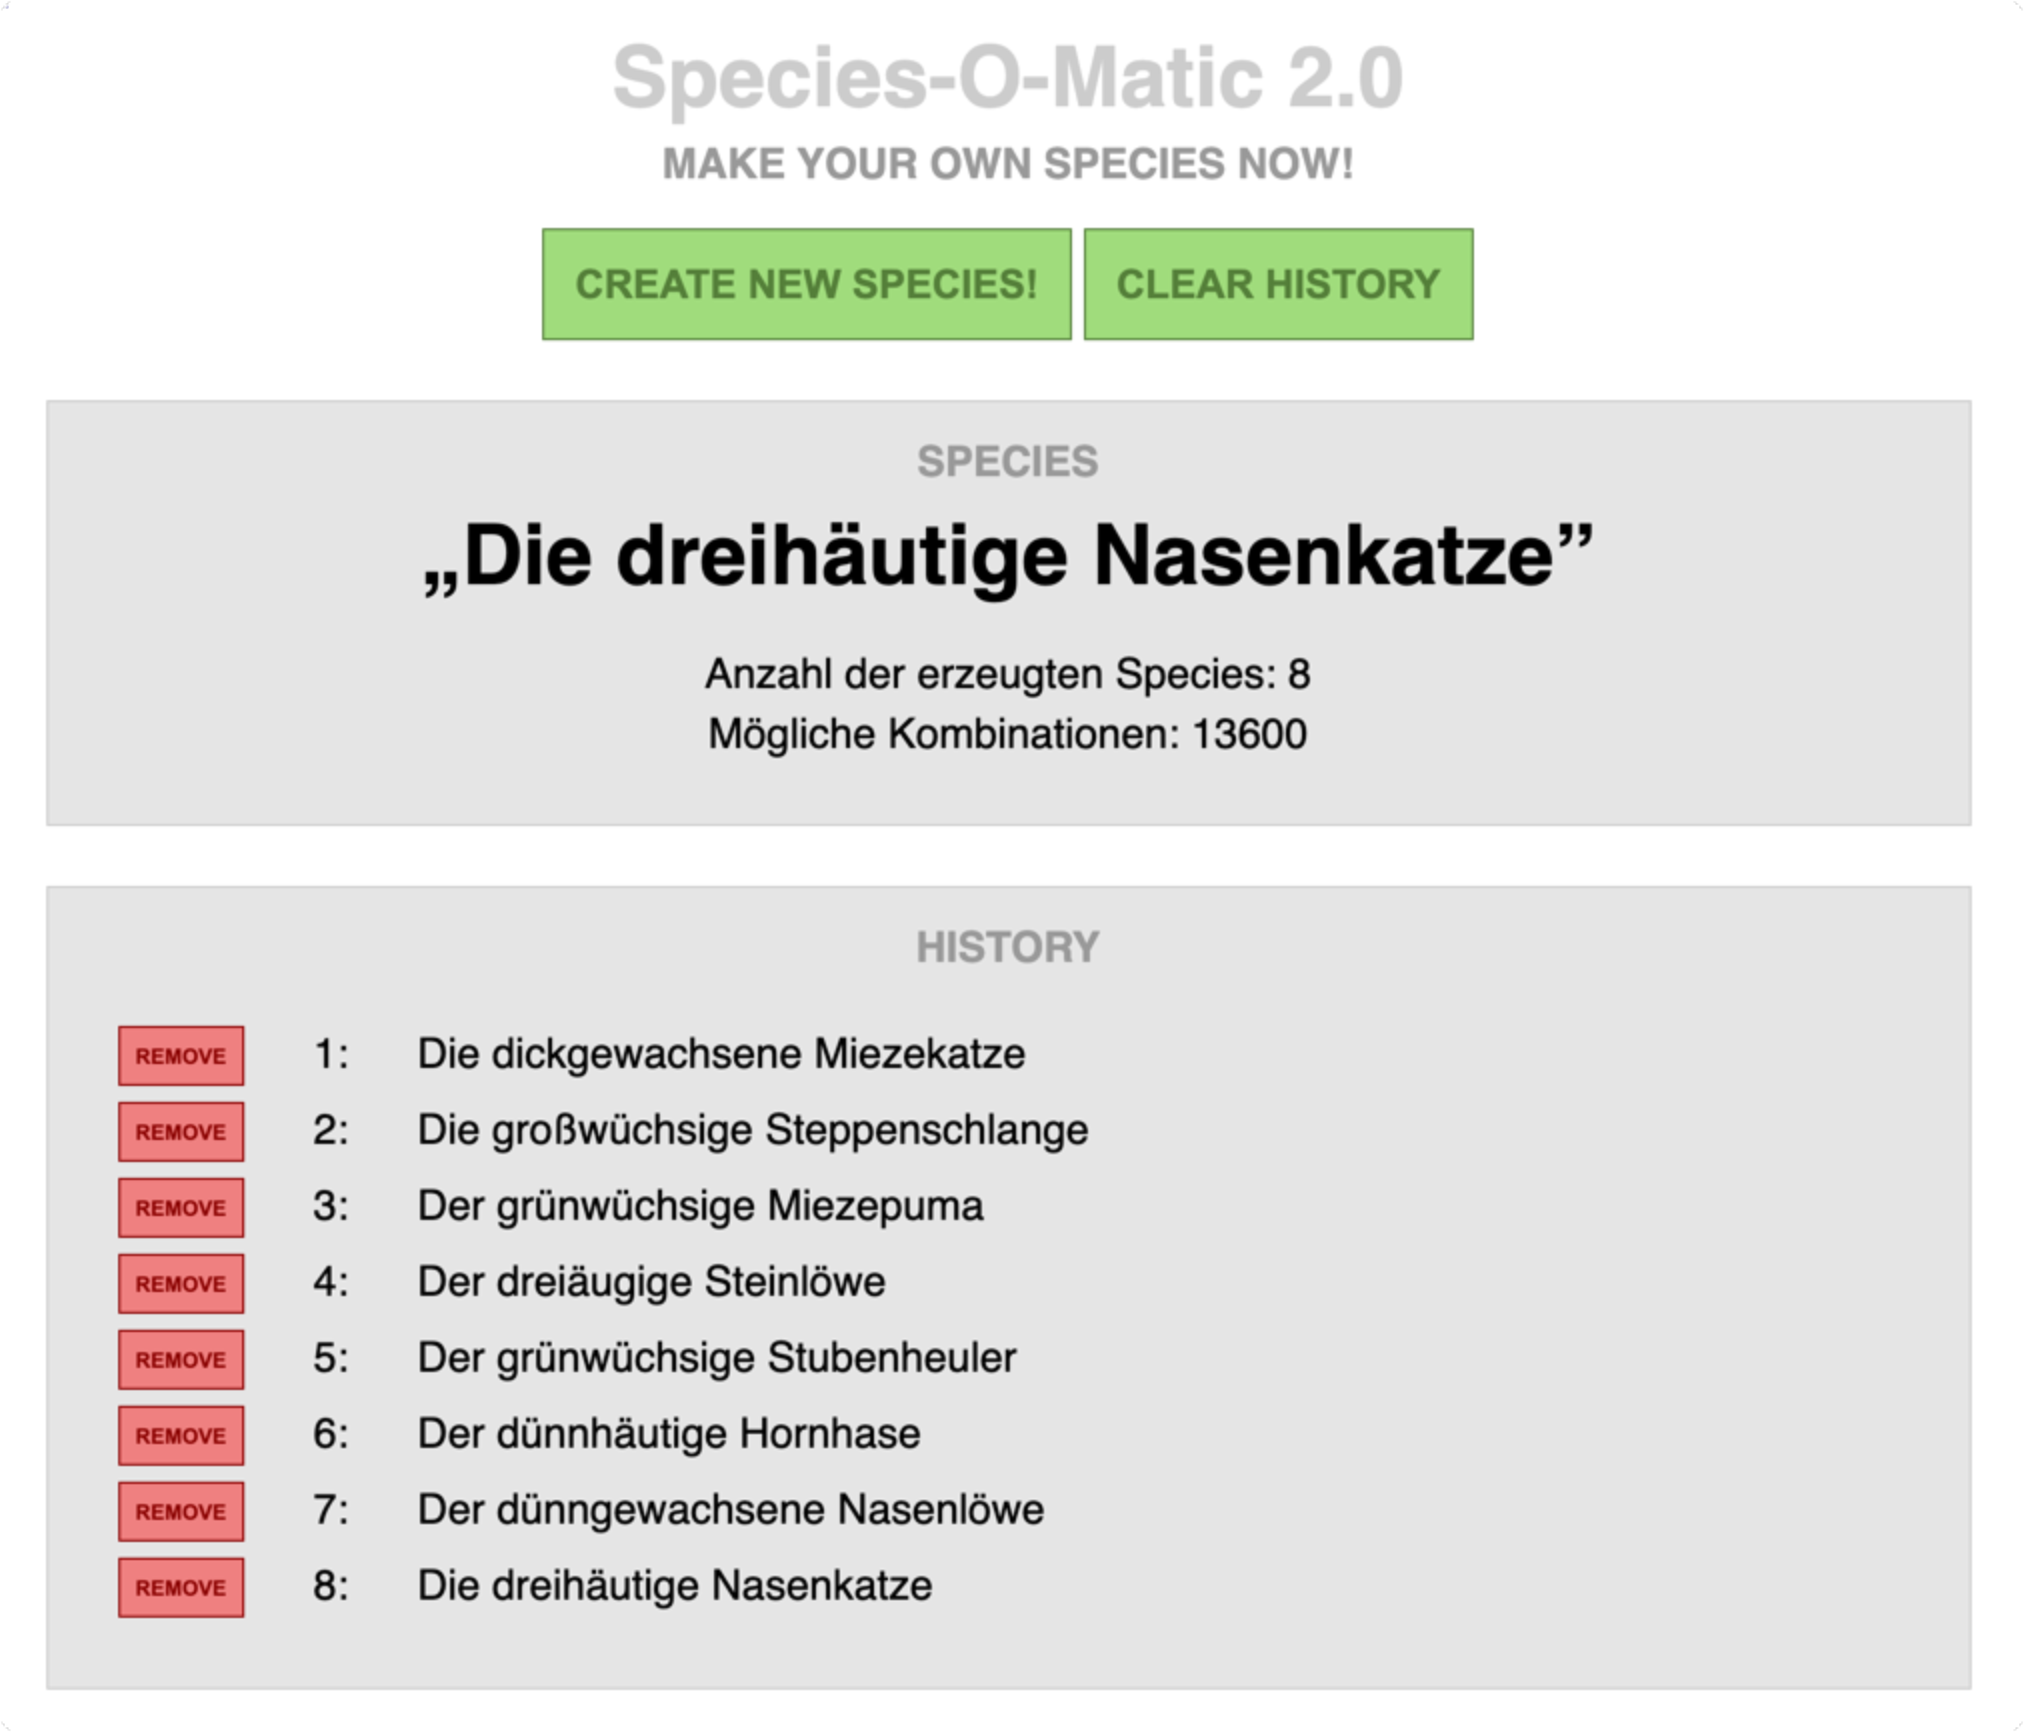 Species-O-Matic 2.0
MAKE YOUR OWN SPECIES NOW!
CREATE NEW SPECIES! CLEAR HISTORY
SPECIES
„Die dreihäutige Nasenkatze”
Anzahl der erzeugten Species: 8
Mögliche Kombinationen: 13600
HISTORY
REMOVE 1: Die dickgewachsene Miezekatze
REMOVE 2: Die großwüchsige Steppenschlange
REMOVE 3: Der grünwüchsige Miezepuma
REMOVE 4: Der dreiäugige Steinlöwe
REMOVE 5: Der grünwüchsige Stubenheuler
REMOVE 6: Der dünnhäutige Hornhase
REMOVE 7: Der dünngewachsene Nasenlöwe
REMOVE 8: Die dreihäutige Nasenkatze